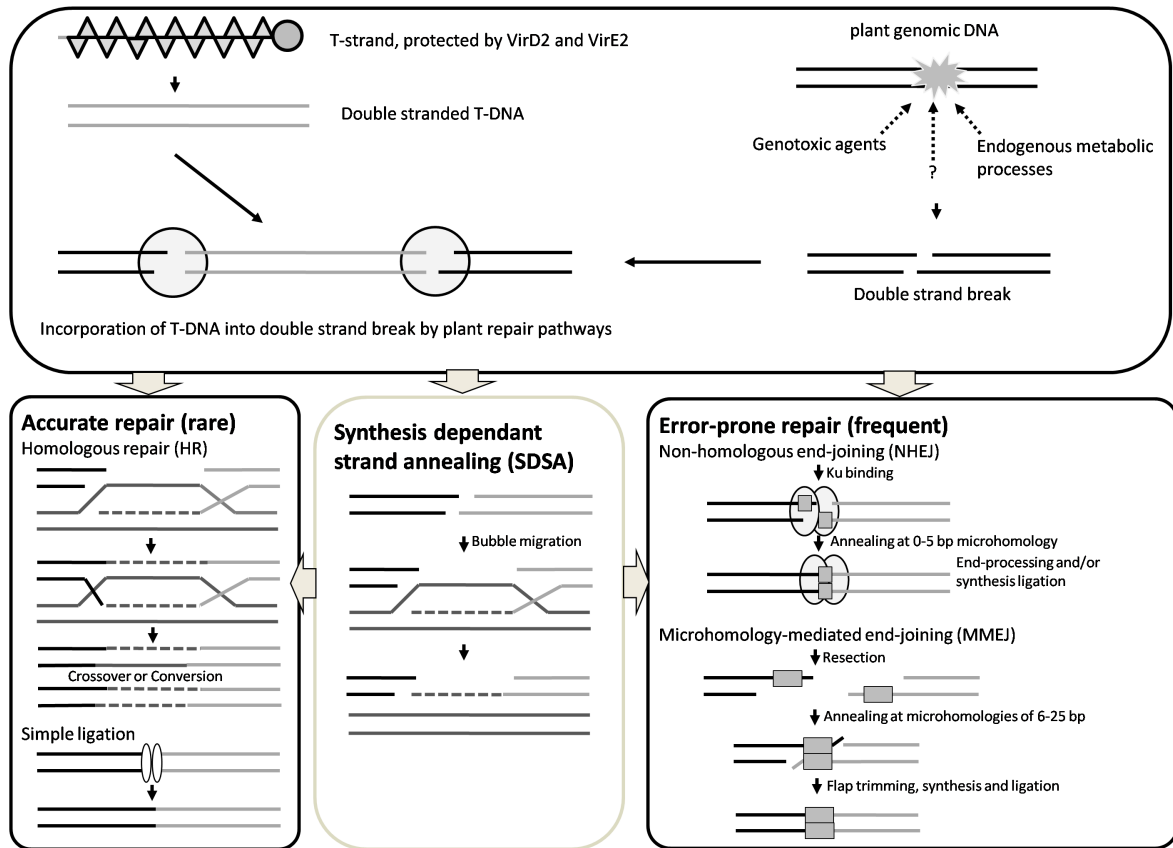 T-strand, protected by VirD2 and VirE2
plant genomic DNA
Double stranded T-DNA
Genotoxic agents
Endogenous metabolic
processes
?
Double strand break
Incorporation of T-DNA into double strand break by plant repair pathways
Accurate repair (rare)
Homologous repair (HR)
Crossover or Conversion
Simple ligation
Synthesis dependant
strand annealing (SDSA)
Bubble migration
Error-prone repair (frequent)
Non-homologous end-joining (NHEJ)
Ku binding
Annealing at 0-5 bp microhomology
End-processing and/or
synthesis ligation
Microhomology-mediated end-joining (MMEJ)
Resection
Annealing at microhomologies of 6-25 bp
Flap trimming, synthesis and ligation